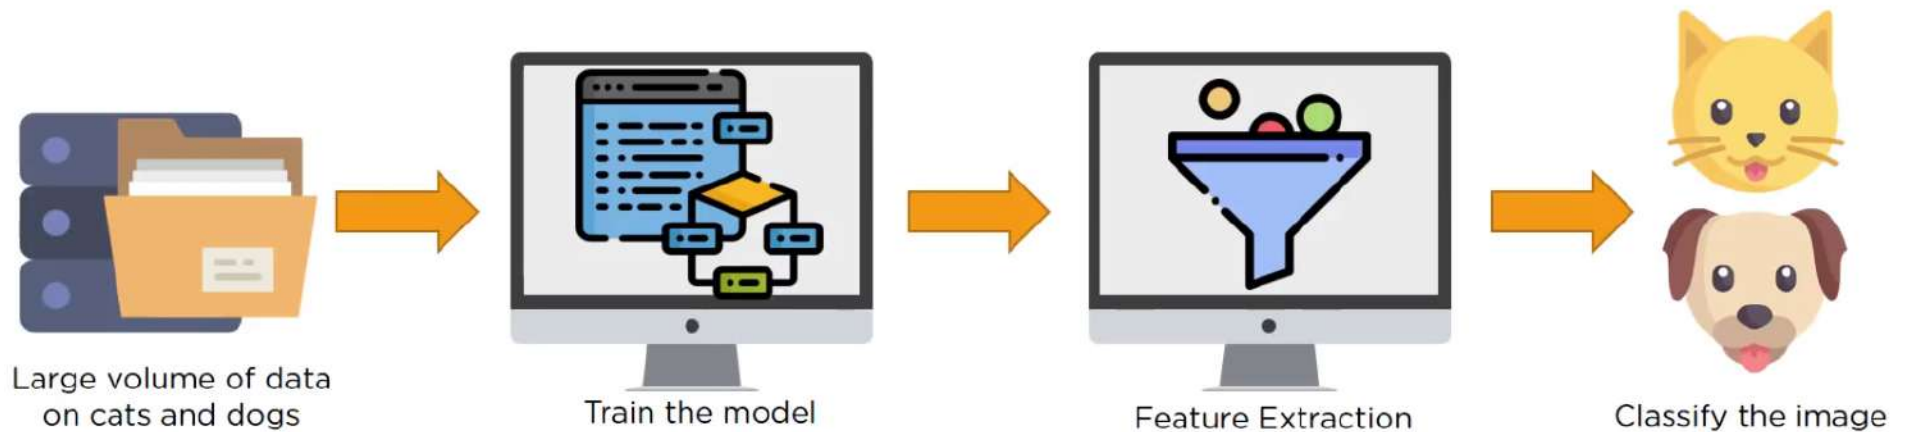 Large volume of data
on cats and dogs
Train the model
Feature Extraction
Classify the image